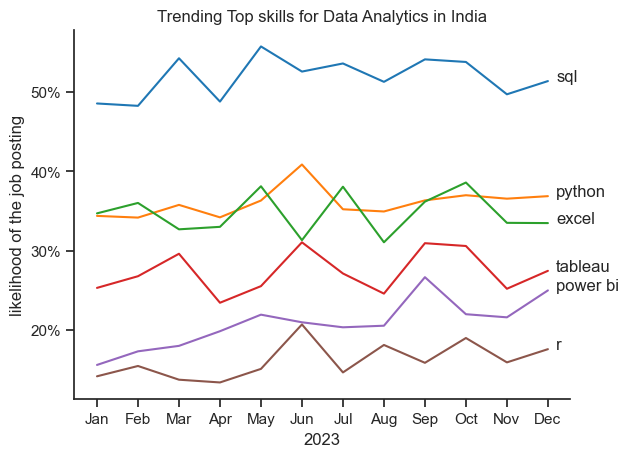 Trending Top skills for Data Analytics in India
likelihood of the job posting
50%
40%
30%
20%
sql
python
excel
tableau
power bi
r
Jan Feb Mar Apr May Jun Jul Aug Sep Oct Nov Dec
2023